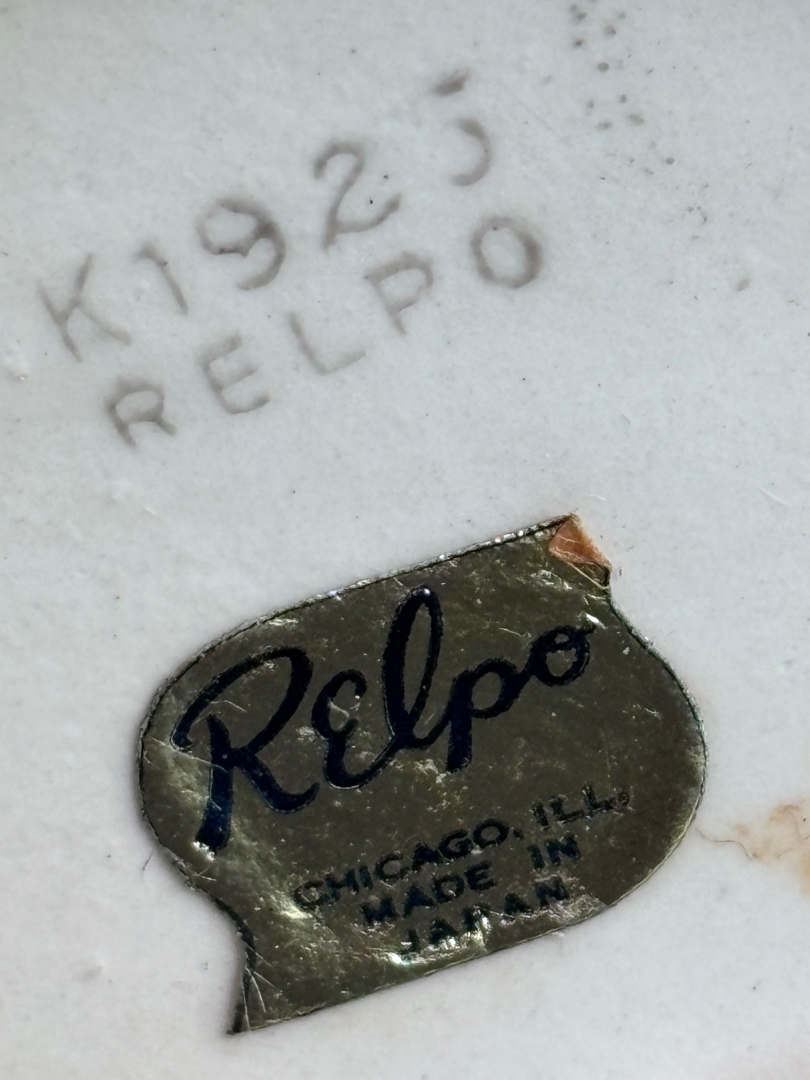 K1925
RELPO
Relpo
CHICAGO, ILL.
MADE IN
JAPAN